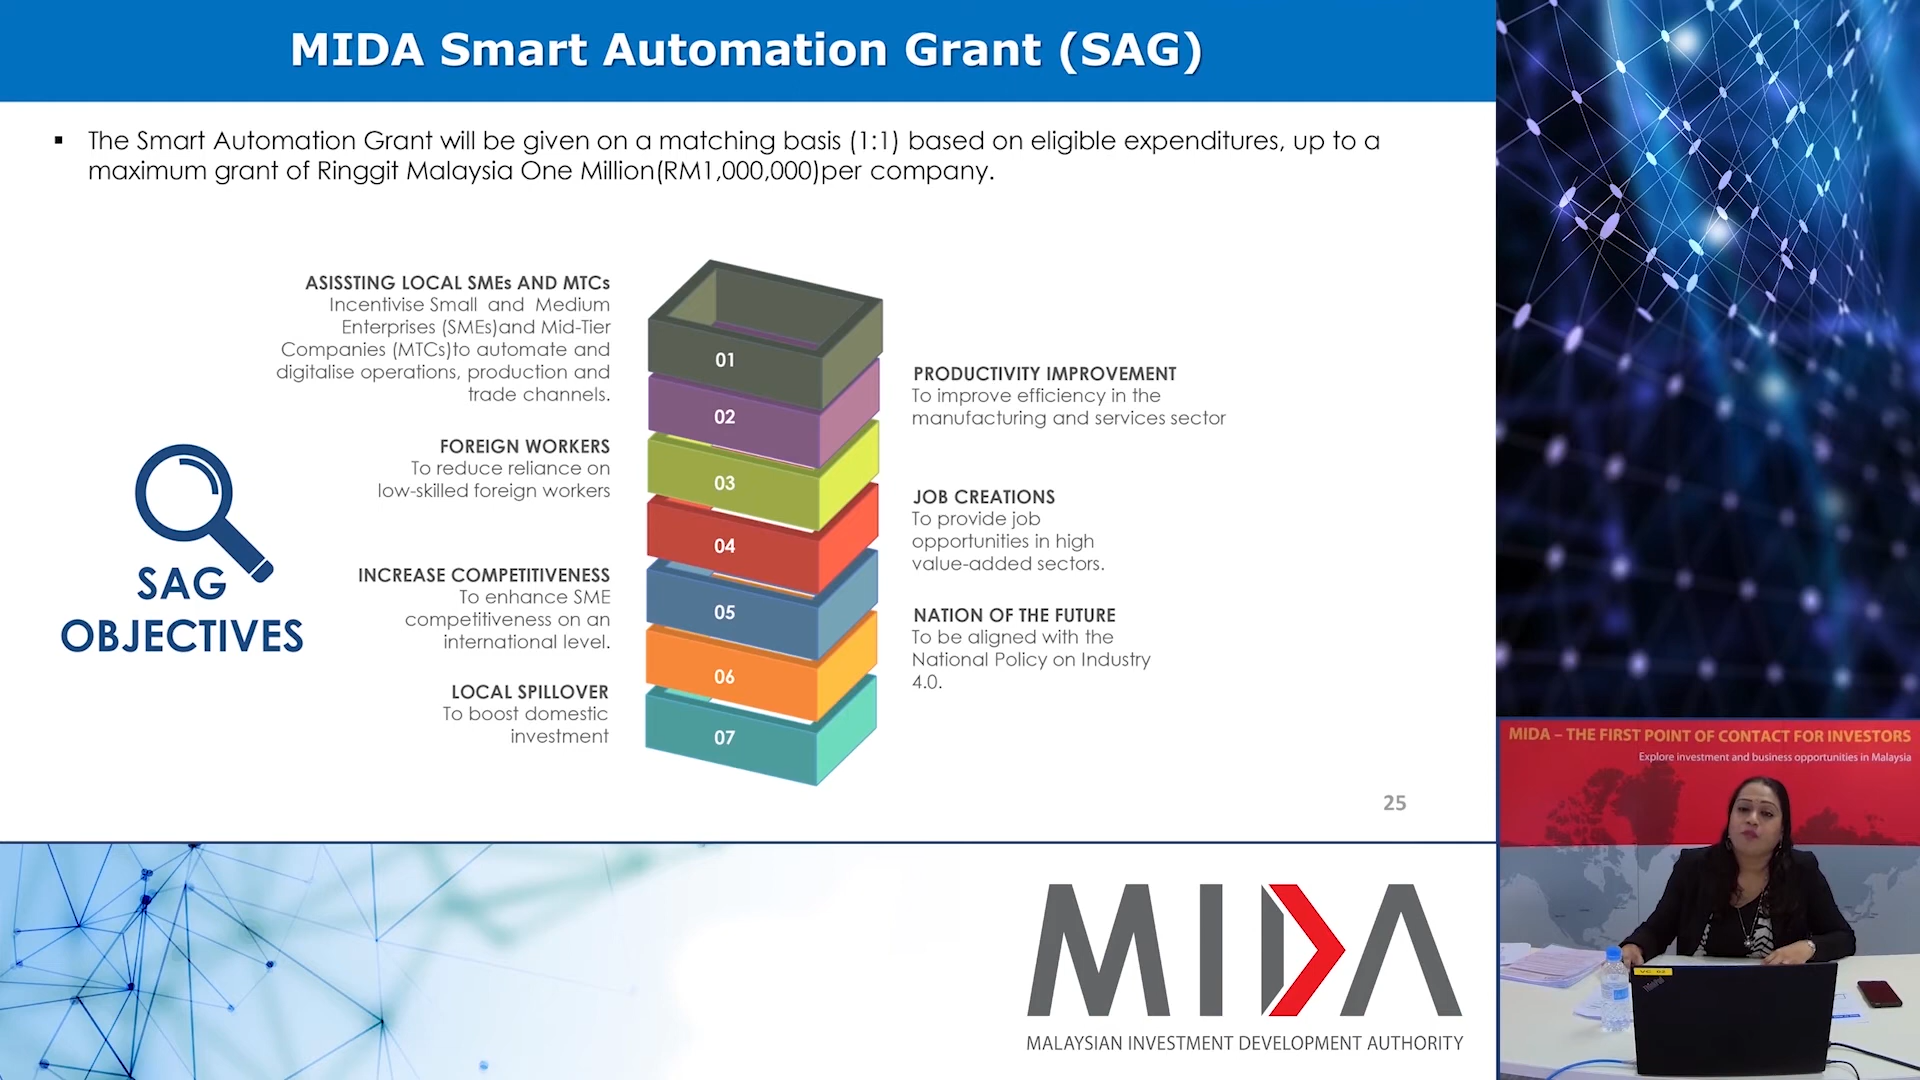 MIDA Smart Automation Grant (SAG)
▪ The Smart Automation Grant will be given on a matching basis (1:1) based on eligible expenditures, up to a
maximum grant of Ringgit Malaysia One Million(RM1,000,000)per company.
ASISSTING LOCAL SMEs AND MTCs
Incentivise Small and Medium
Enterprises (SMEs)and Mid-Tier
Companies (MTCs)to automate and
digitalise operations, production and
trade channels.
01
PRODUCTIVITY IMPROVEMENT
To improve efficiency in the
manufacturing and services sector
02
FOREIGN WORKERS
To reduce reliance on
low-skilled foreign workers
03
JOB CREATIONS
To provide job
opportunities in high
value-added sectors.
04
INCREASE COMPETITIVENESS
To enhance SME
competitiveness on an
international level.
05
NATION OF THE FUTURE
To be aligned with the
National Policy on Industry
4.0.
06
LOCAL SPILLOVER
To boost domestic
investment
07
SAG
OBJECTIVES
25
MIDA
MALAYSIAN INVESTMENT DEVELOPMENT AUTHORITY
MIDA – THE FIRST POINT OF CONTACT FOR INVESTORS
Explore investment and business opportunities in Malaysia
ThinkPad